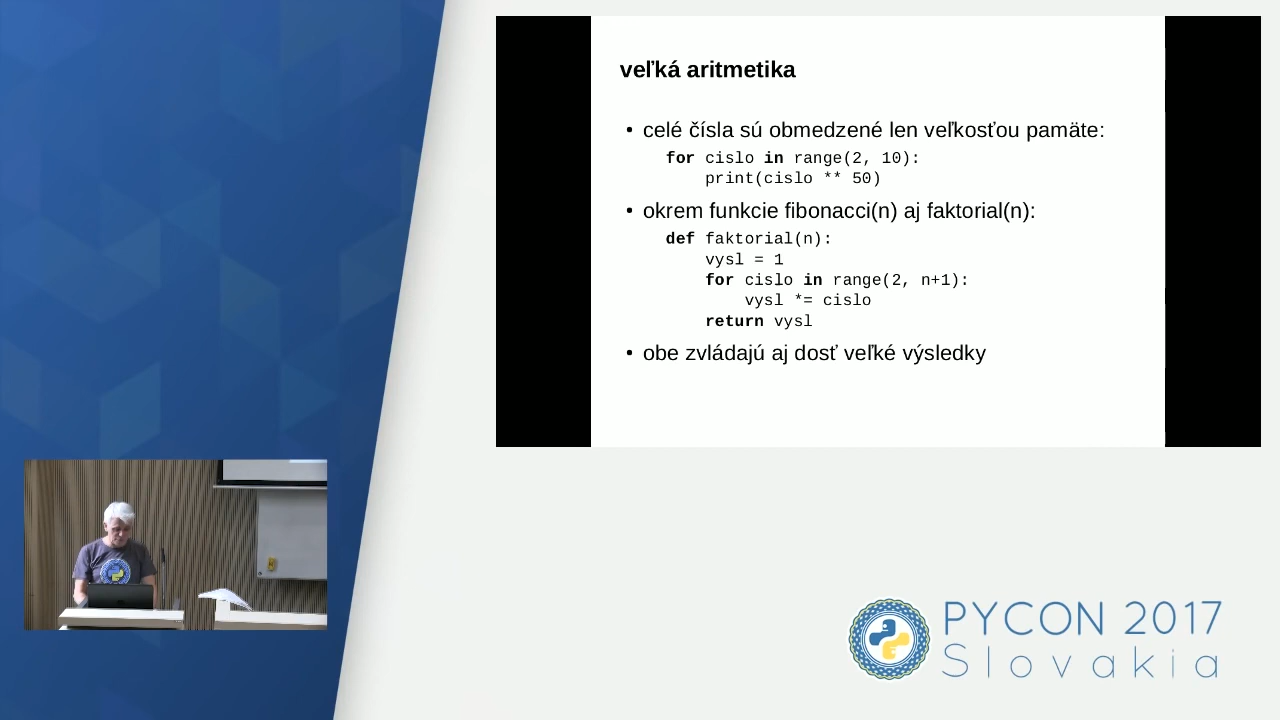 veľká aritmetika
• celé čísla sú obmedzené len veľkosťou pamäte:
for cislo in range(2, 10):
    print(cislo ** 50)
• okrem funkcie fibonacci(n) aj faktorial(n):
def faktorial(n):
    vysl = 1
    for cislo in range(2, n+1):
        vysl *= cislo
    return vysl
• obe zvládajú aj dosť veľké výsledky
PYCON 2017
Slovakia